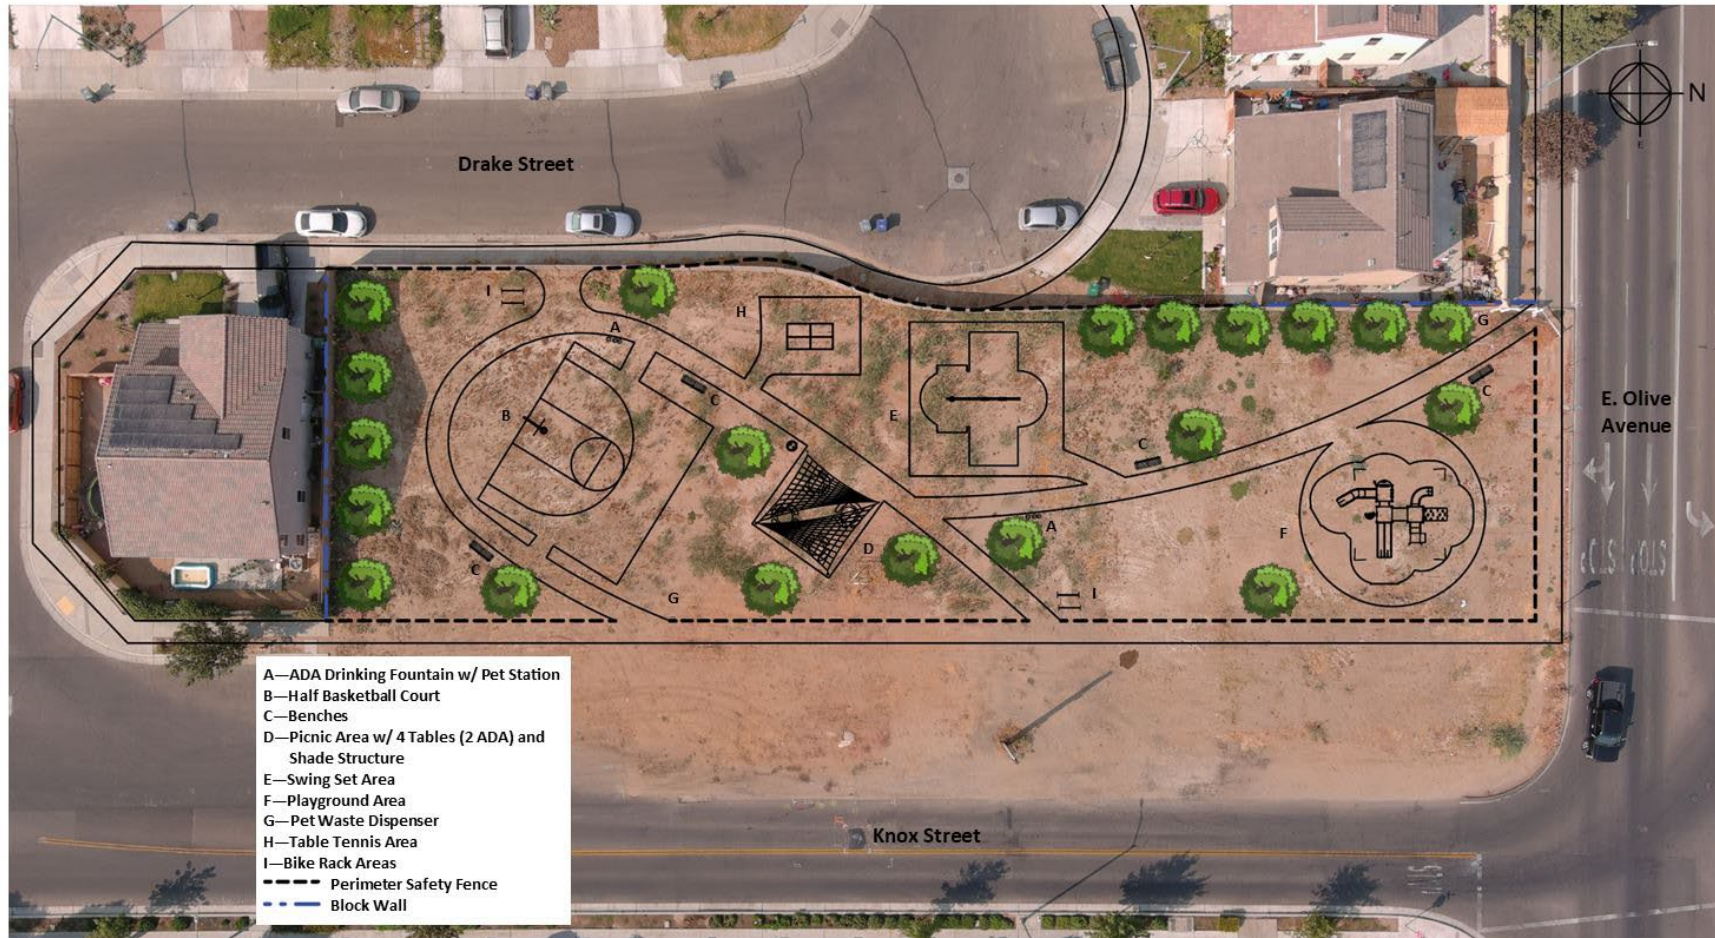 W
N
E
Drake Street
I
A
H
G
B
C
E
C
C
E. Olive
Avenue
A
F
D
C
G
I
STOP STOP
A—ADA Drinking Fountain w/ Pet Station
B—Half Basketball Court
C—Benches
D—Picnic Area w/ 4 Tables (2 ADA) and
Shade Structure
E—Swing Set Area
F—Playground Area
G—Pet Waste Dispenser
H—Table Tennis Area
I—Bike Rack Areas
Perimeter Safety Fence
Block Wall
Knox Street